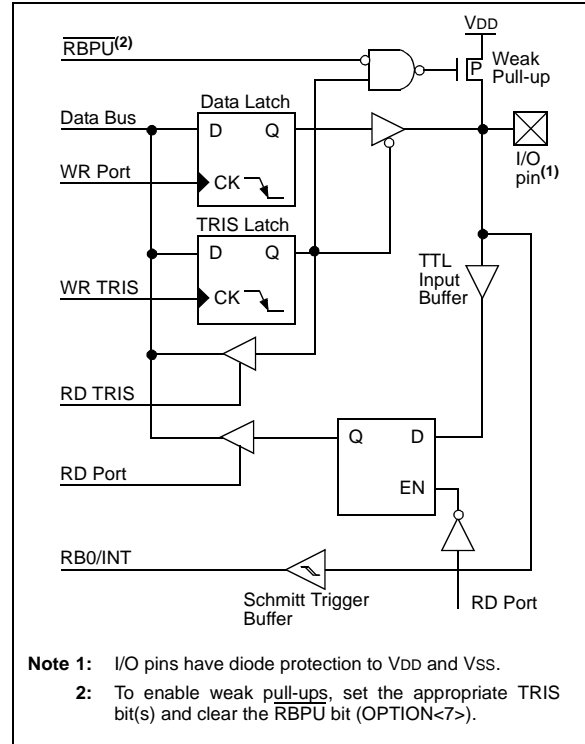 VDD
RBPU(2)
Weak
Pull-up
P
Data Latch
Data Bus
D Q
I/O
pin(1)
WR Port
CK
TRIS Latch
D Q
TTL
Input
Buffer
WR TRIS
CK
RD TRIS
Q D
RD Port
EN
RB0/INT
Schmitt Trigger
Buffer
RD Port
Note 1: I/O pins have diode protection to VDD and VSS.
2: To enable weak pull-ups, set the appropriate TRIS
bit(s) and clear the RBPU bit (OPTION<7>).